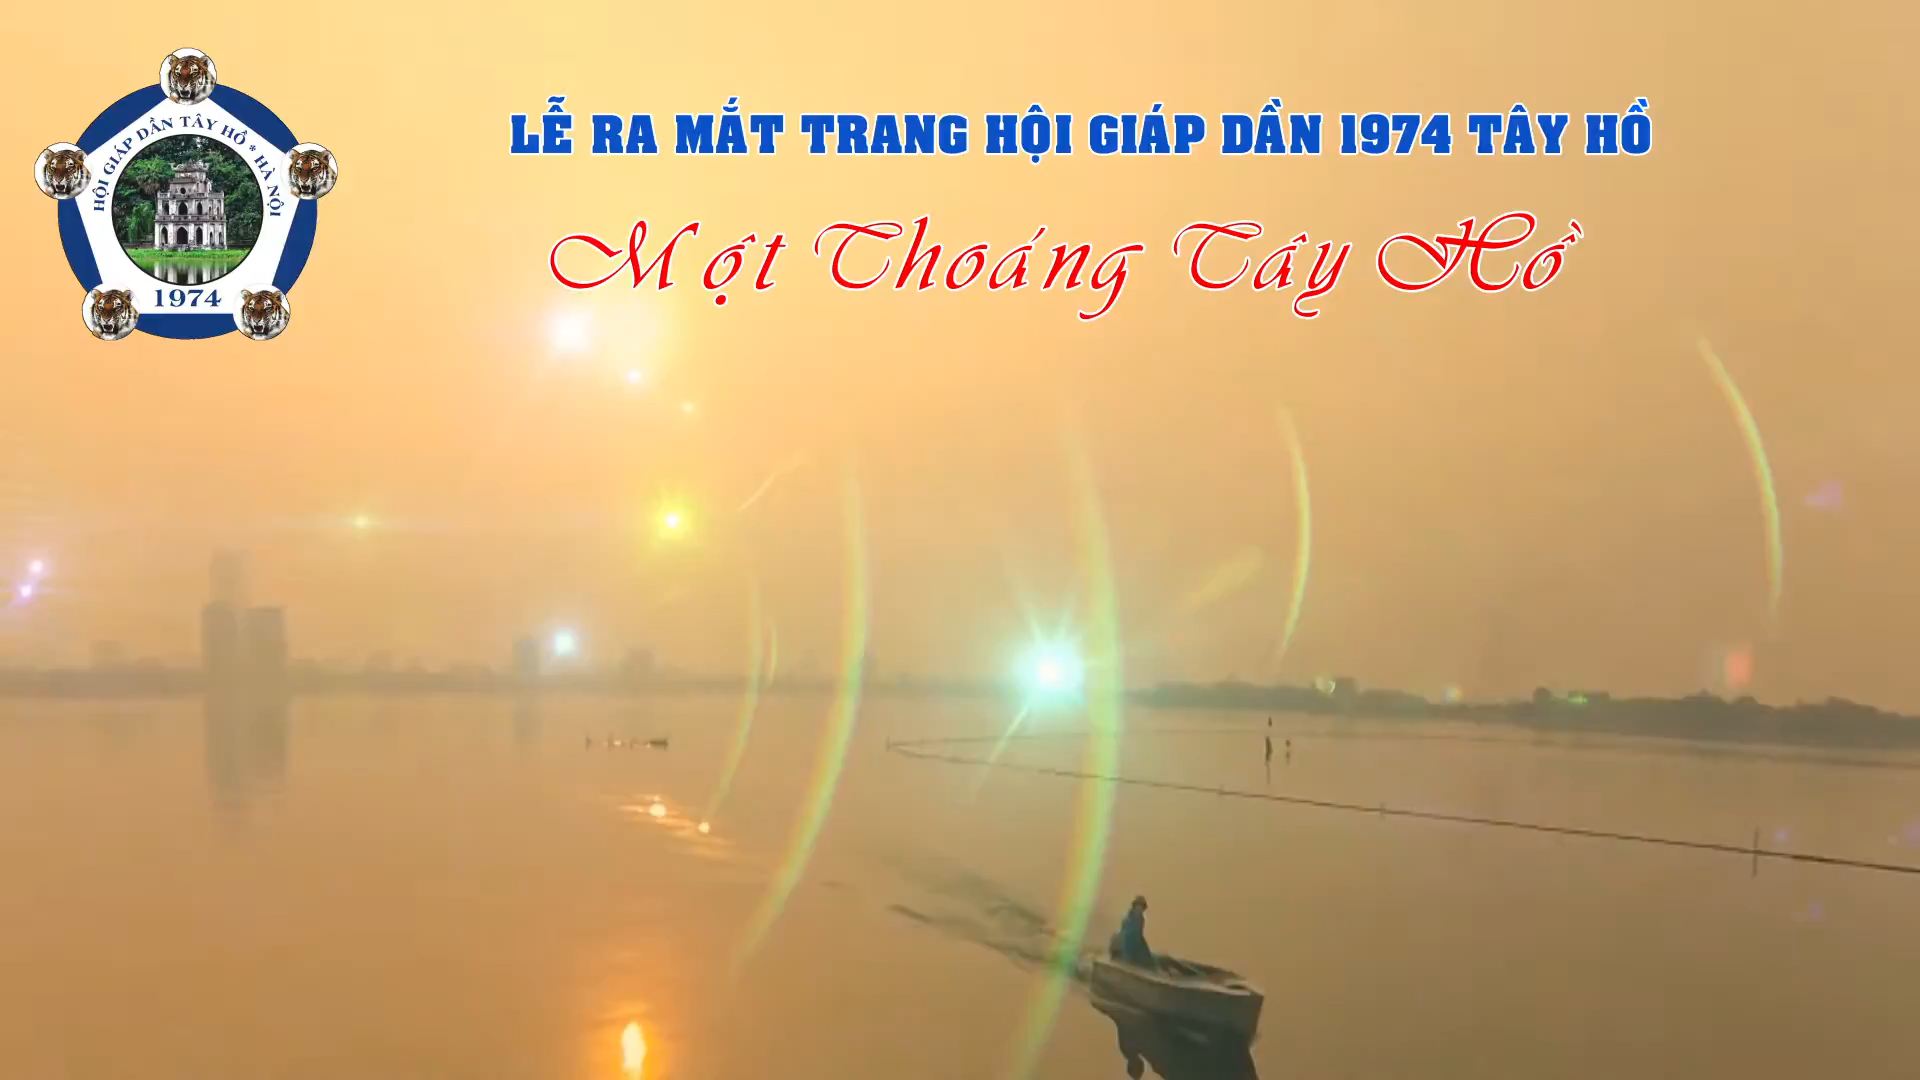 HỘI GIÁP DẦN TÂY HỒ * HÀ NỘI
1974
LỄ RA MẮT TRANG HỘI GIÁP DẦN 1974 TÂY HỒ
Một Thoáng Tây Hồ